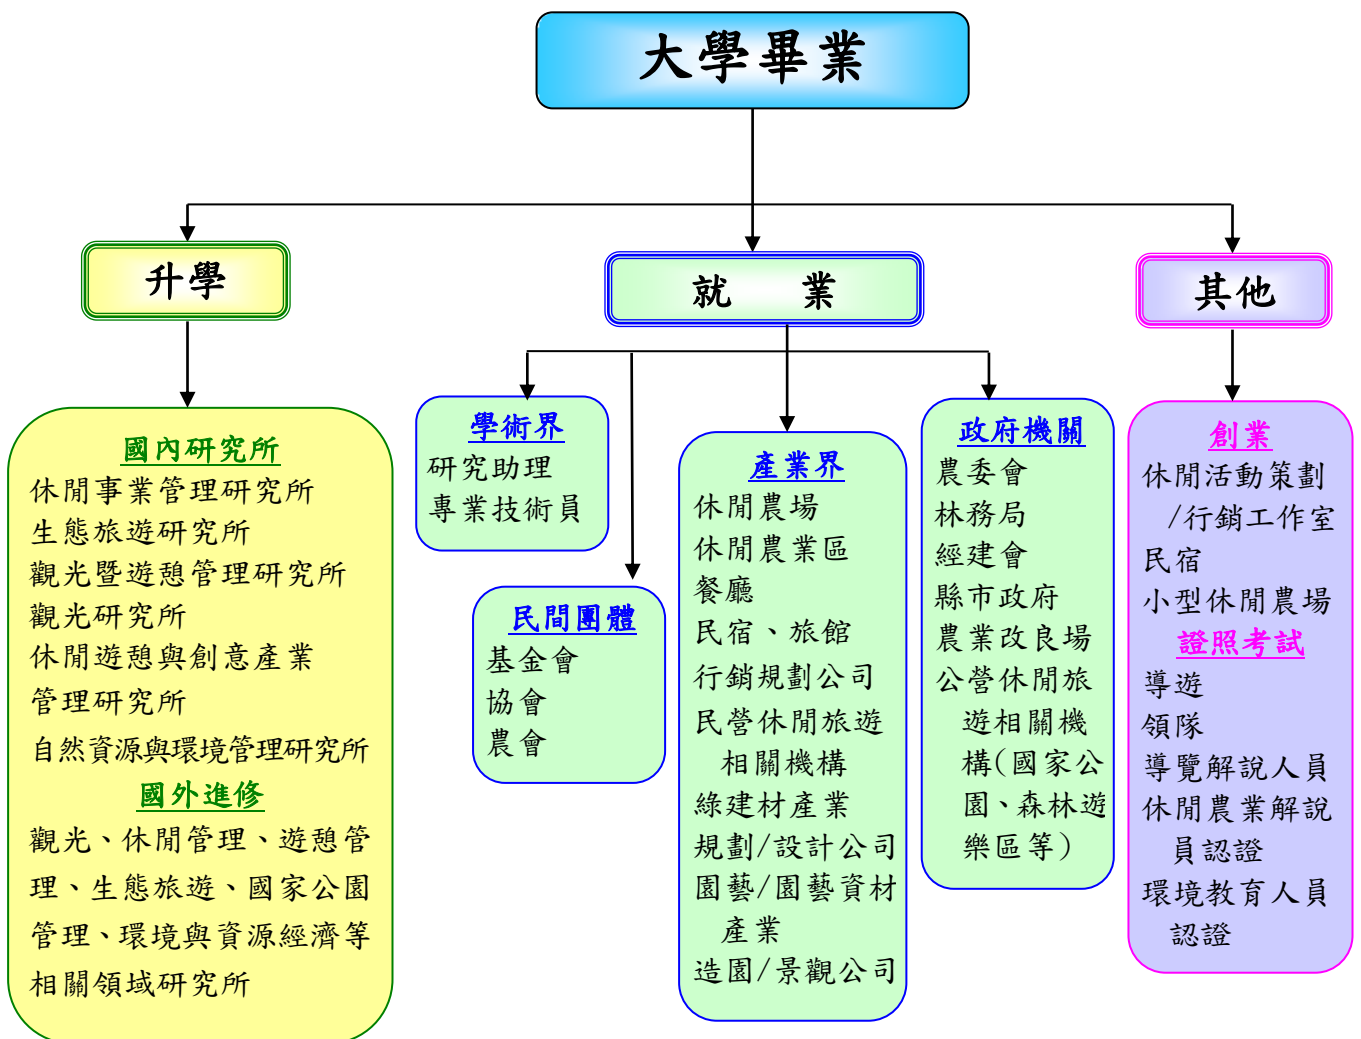 大學畢業
升學
就　業
其他
國內研究所
休閒事業管理研究所
生態旅遊研究所
觀光暨遊憩管理研究所
觀光研究所
休閒遊憩與創意產業
管理研究所
自然資源與環境管理研究所
國外進修
觀光、休閒管理、遊憩管
理、生態旅遊、國家公園
管理、環境與資源經濟等
相關領域研究所
學術界
研究助理
專業技術員
民間團體
基金會
協會
農會
產業界
休閒農場
休閒農業區
餐廳
民宿、旅館
行銷規劃公司
民營休閒旅遊
相關機構
綠建材產業
規劃/設計公司
園藝/園藝資材
產業
造園/景觀公司
政府機關
農委會
林務局
經建會
縣市政府
農業改良場
公營休閒旅
遊相關機
構(國家公
園、森林遊
樂區等)
創業
休閒活動策劃
/行銷工作室
民宿
小型休閒農場
證照考試
導遊
領隊
導覽解說人員
休閒農業解說
員認證
環境教育人員
認證